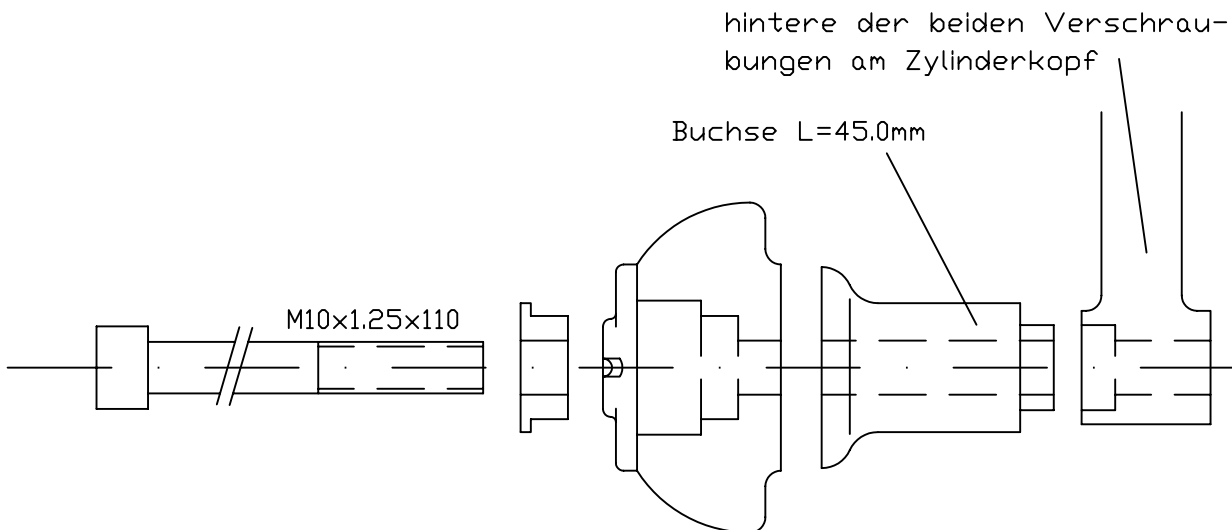 hintere der beiden Verschrau-
bungen am Zylinderkopf
Buchse L=45.0mm
M10x1.25x110